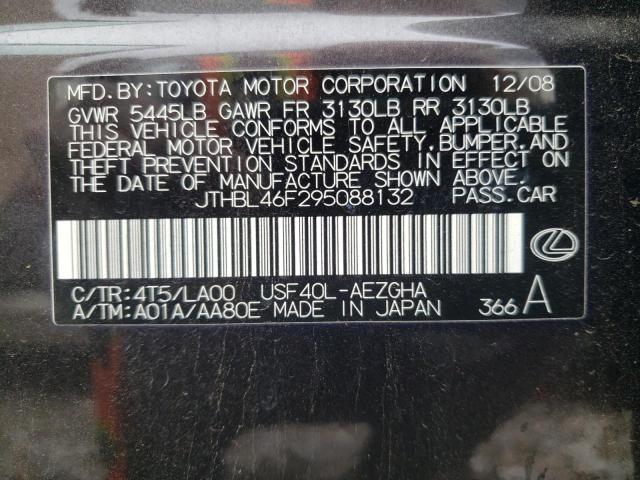 MFD.BY:TOYOTA MOTOR CORPORATION 12/08
GVWR 5445LB GAWR FR 3130LB RR 3130LB
THIS VEHICLE CONFORMS TO ALL APPLICABLE
FEDERAL MOTOR VEHICLE SAFETY,BUMPER,AND
THEFT PREVENTION STANDARDS IN EFFECT ON
THE DATE OF MANUFACTURE SHOWN ABOVE.
JTHBL46F295088132 PASS.CAR
C/TR:4T5/LA00 USF40L-AEZGHA
A/TM:A01A/AA80E MADE IN JAPAN 366 A